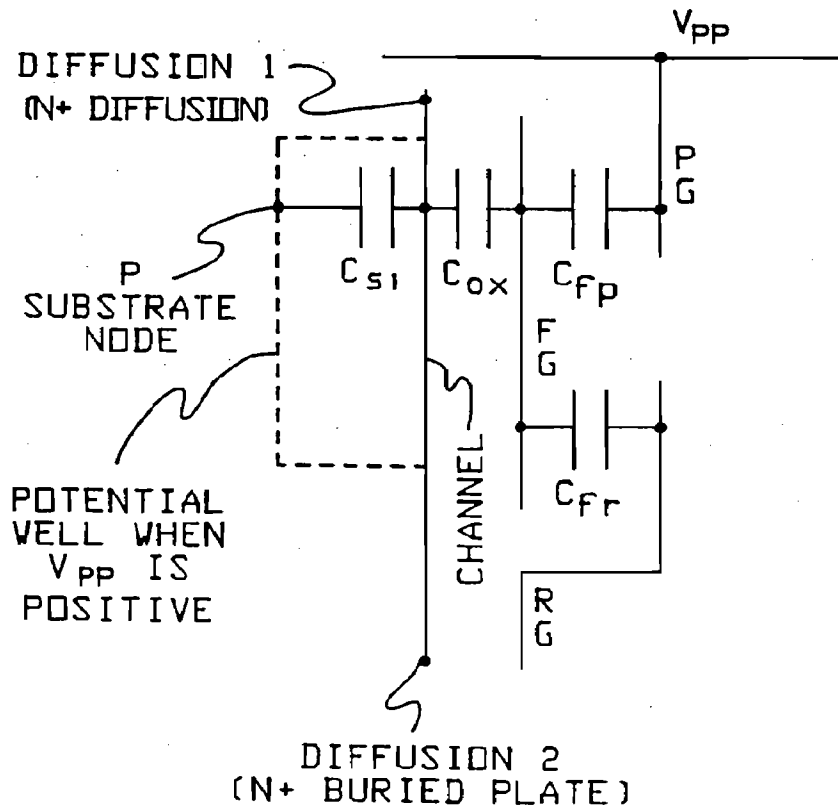 Vpp
DIFFUSION 1
(N+ DIFFUSION)
P
G
Csi
Cox
Cfp
P
SUBSTRATE
NODE
F
G
CHANNEL
Cfr
POTENTIAL
WELL WHEN
Vpp IS
POSITIVE
R
G
DIFFUSION 2
(N+ BURIED PLATE)